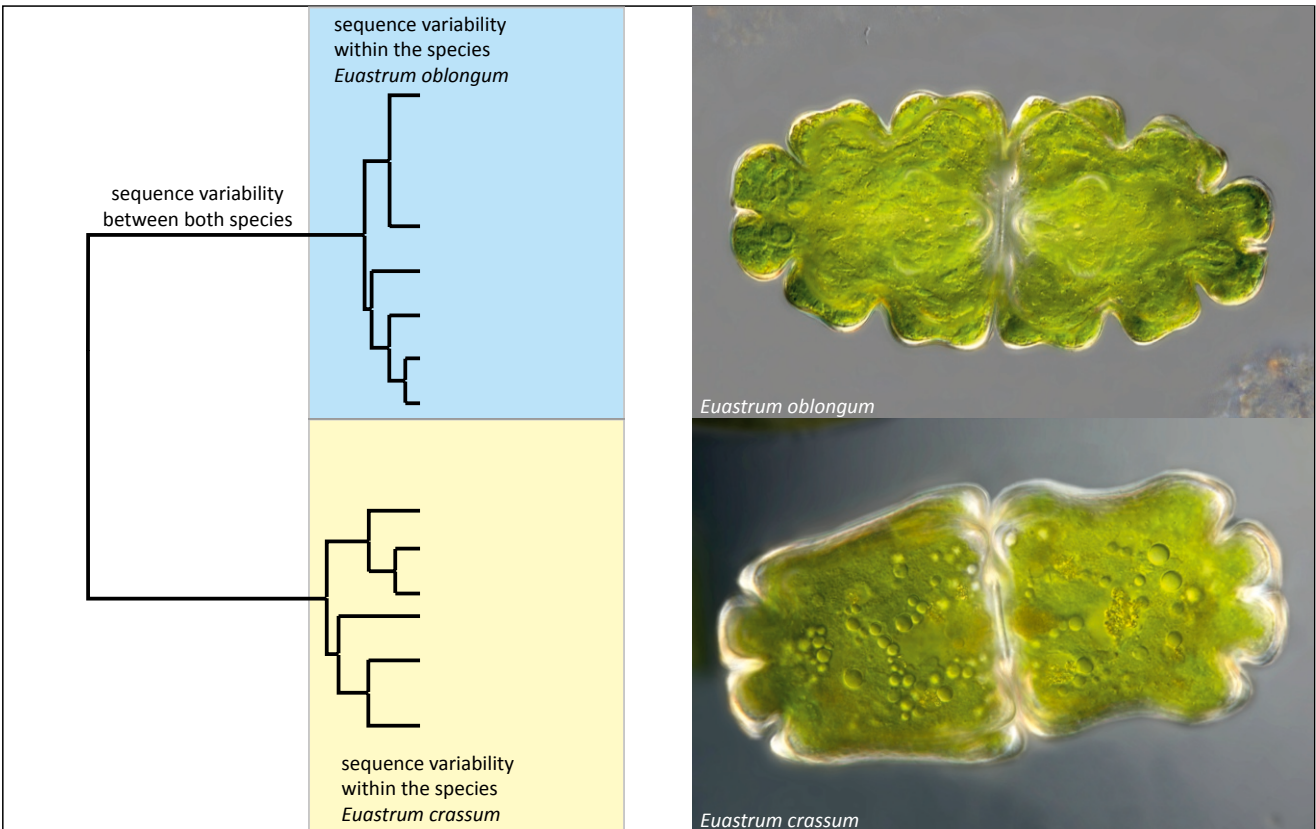 sequence variability
within the species
Euastrum oblongum
sequence variability
between both species
sequence variability
within the species
Euastrum crassum
Euastrum oblongum
Euastrum crassum